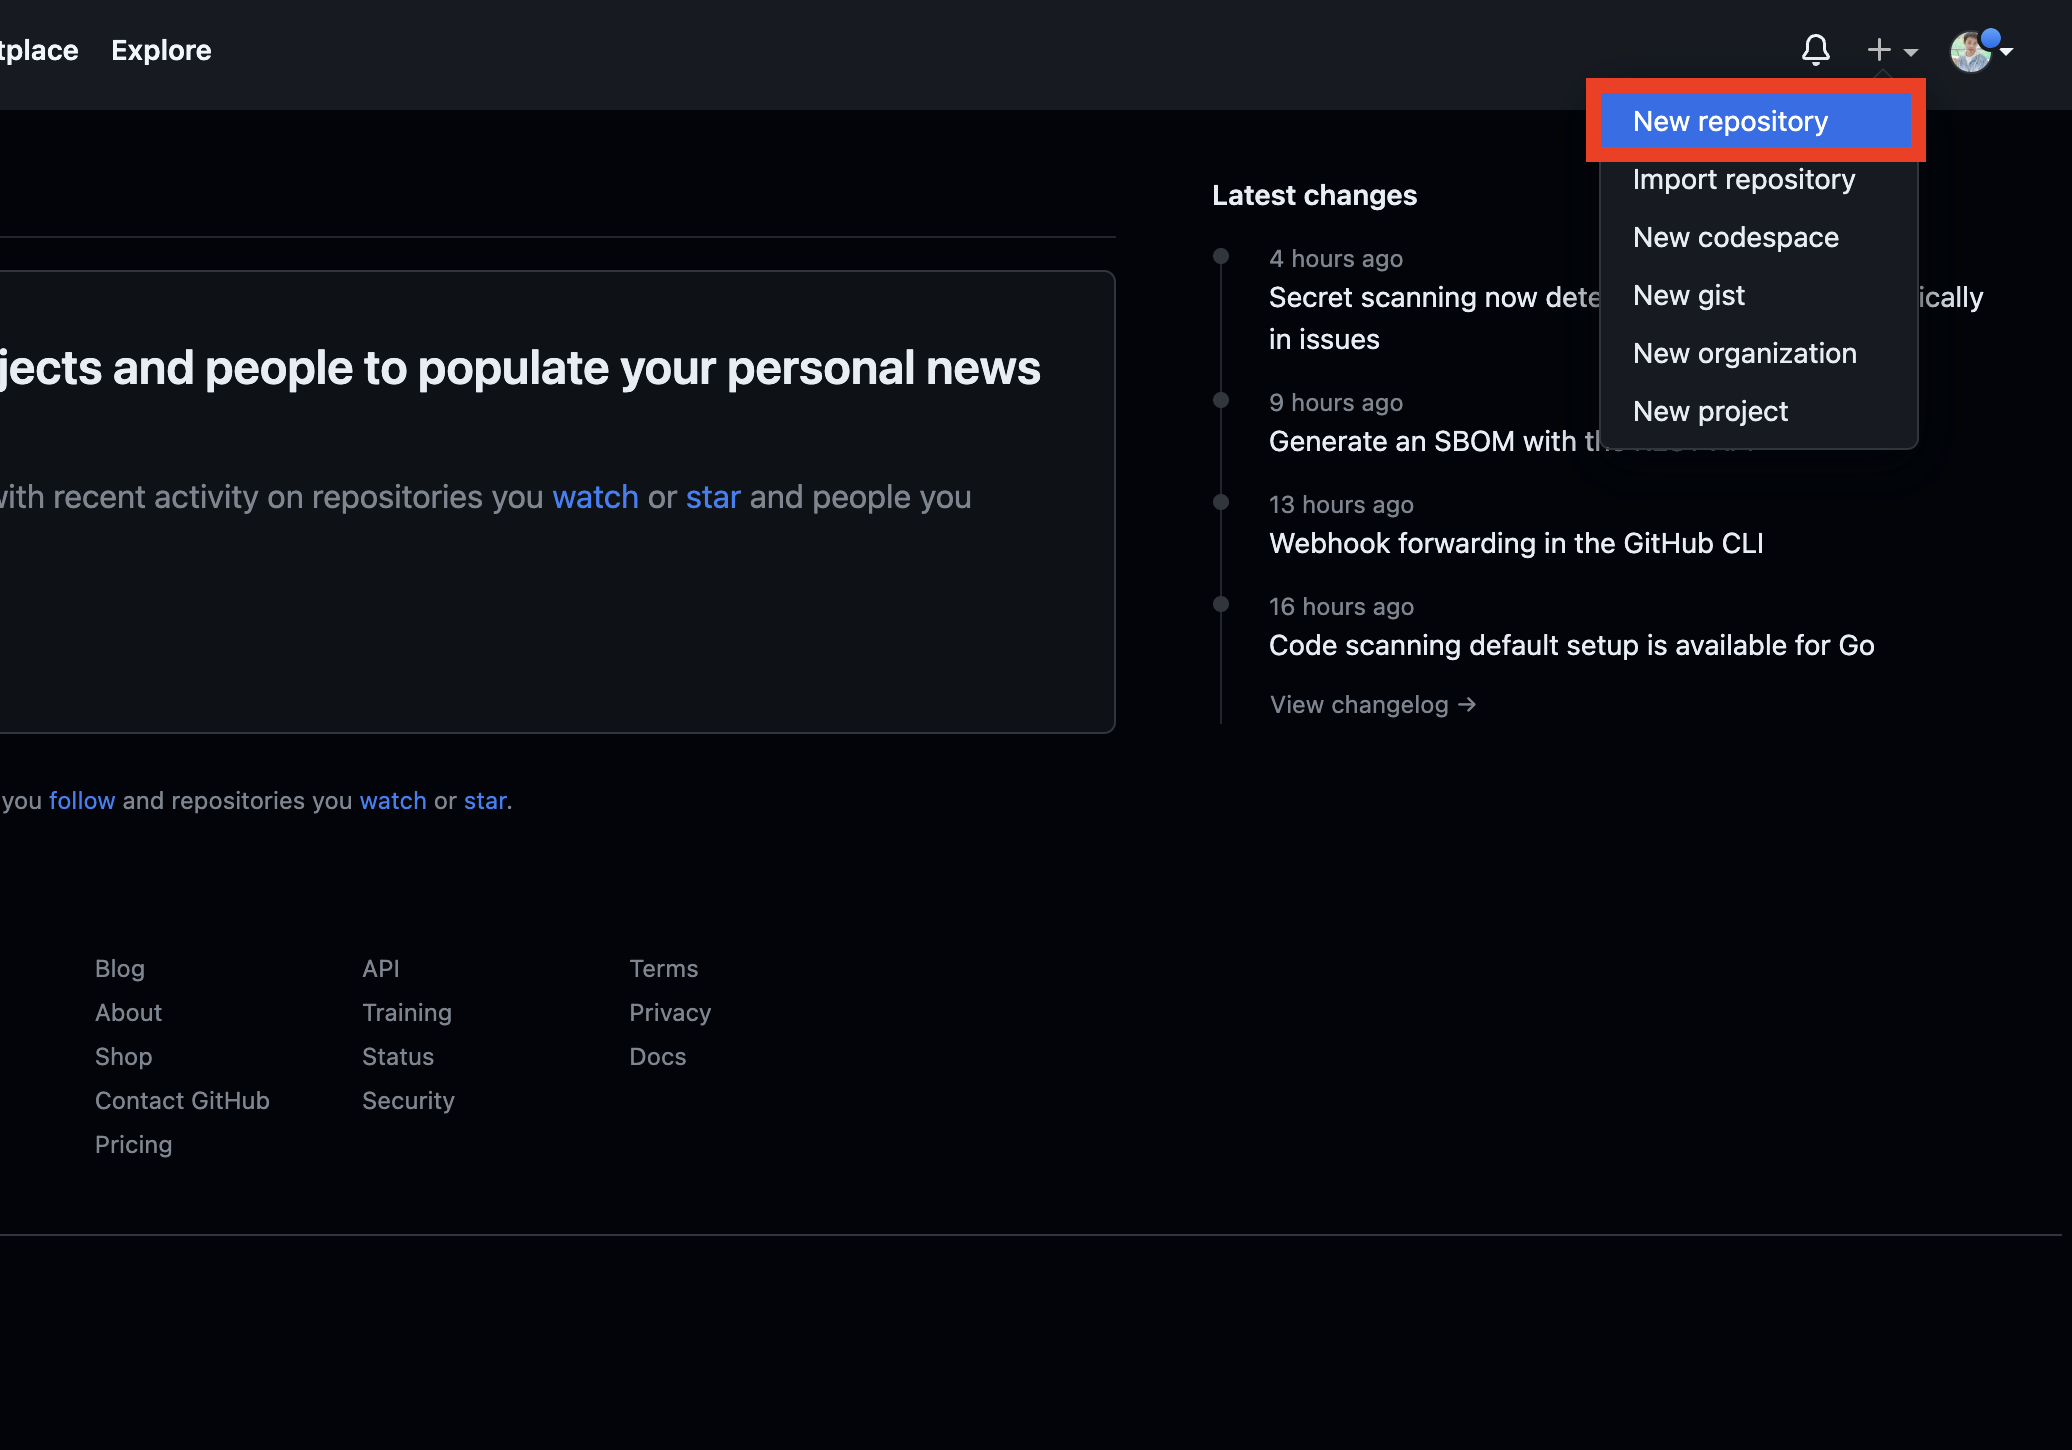 tplace Explore
New repository
Import repository
New codespace
New gist
New organization
New project
Latest changes
4 hours ago
Secret scanning now ically
in issues
9 hours ago
Generate an SBOM with
13 hours ago
Webhook forwarding in the GitHub CLI
16 hours ago
Code scanning default setup is available for Go
View changelog →
jects and people to populate your personal news
with recent activity on repositories you watch or star and people you
you follow and repositories you watch or star.
Blog
About
Shop
Contact GitHub
Pricing
API
Training
Status
Security
Terms
Privacy
Docs